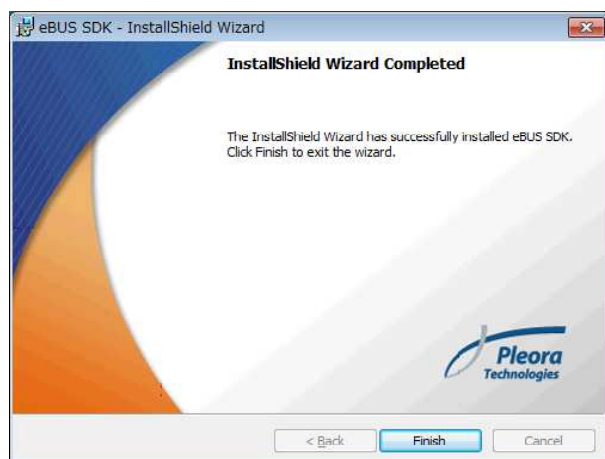 eBUS SDK - InstallShield Wizard
InstallShield Wizard Completed
The InstallShield Wizard has successfully installed eBUS SDK.
Click Finish to exit the wizard.
Pleora
Technologies
< Back
Finish
Cancel